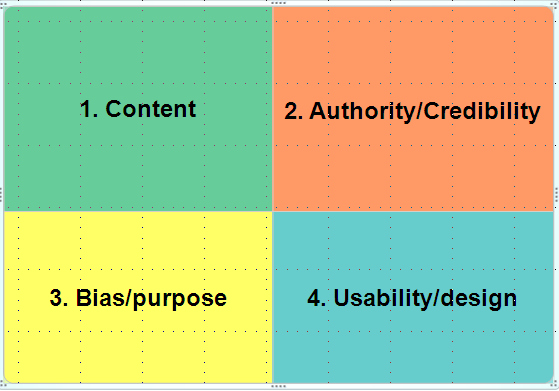 1. Content
2. Authority/Credibility
3. Bias/purpose
4. Usability/design